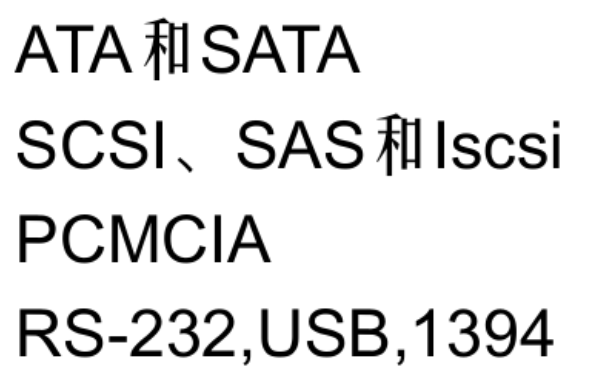 ATA和SATA
SCSI、SAS和Iscsi
PCMCIA
RS-232,USB,1394